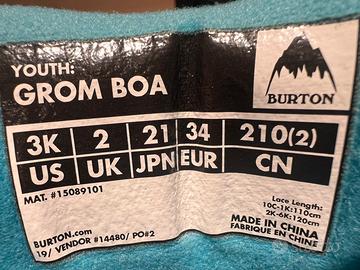 YOUTH:
GROM BOA
BURTON
3K 2 21 34 210(2)
US UK JPN EUR CN
MAT. #15089101
Lace Length:
10C-1K:110cm
2K-6K:120cm
BURTON.com
19/ VENDOR #14480/ PO#2
MADE IN CHINA
FABRIQUE EN CHINE